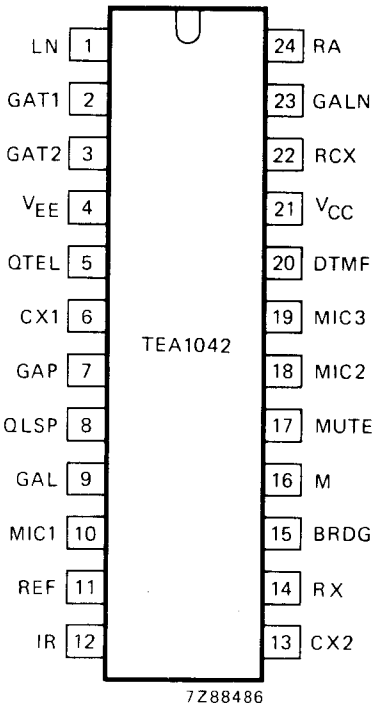 LN 1 24 RA
GAT1 2 23 GALN
GAT2 3 22 RCX
VEE 4 21 VCC
QTEL 5 20 DTMF
CX1 6 19 MIC3
TEA1042
GAP 7 18 MIC2
QLSP 8 17 MUTE
GAL 9 16 M
MIC1 10 15 BRDG
REF 11 14 RX
IR 12 13 CX2
7Z88486